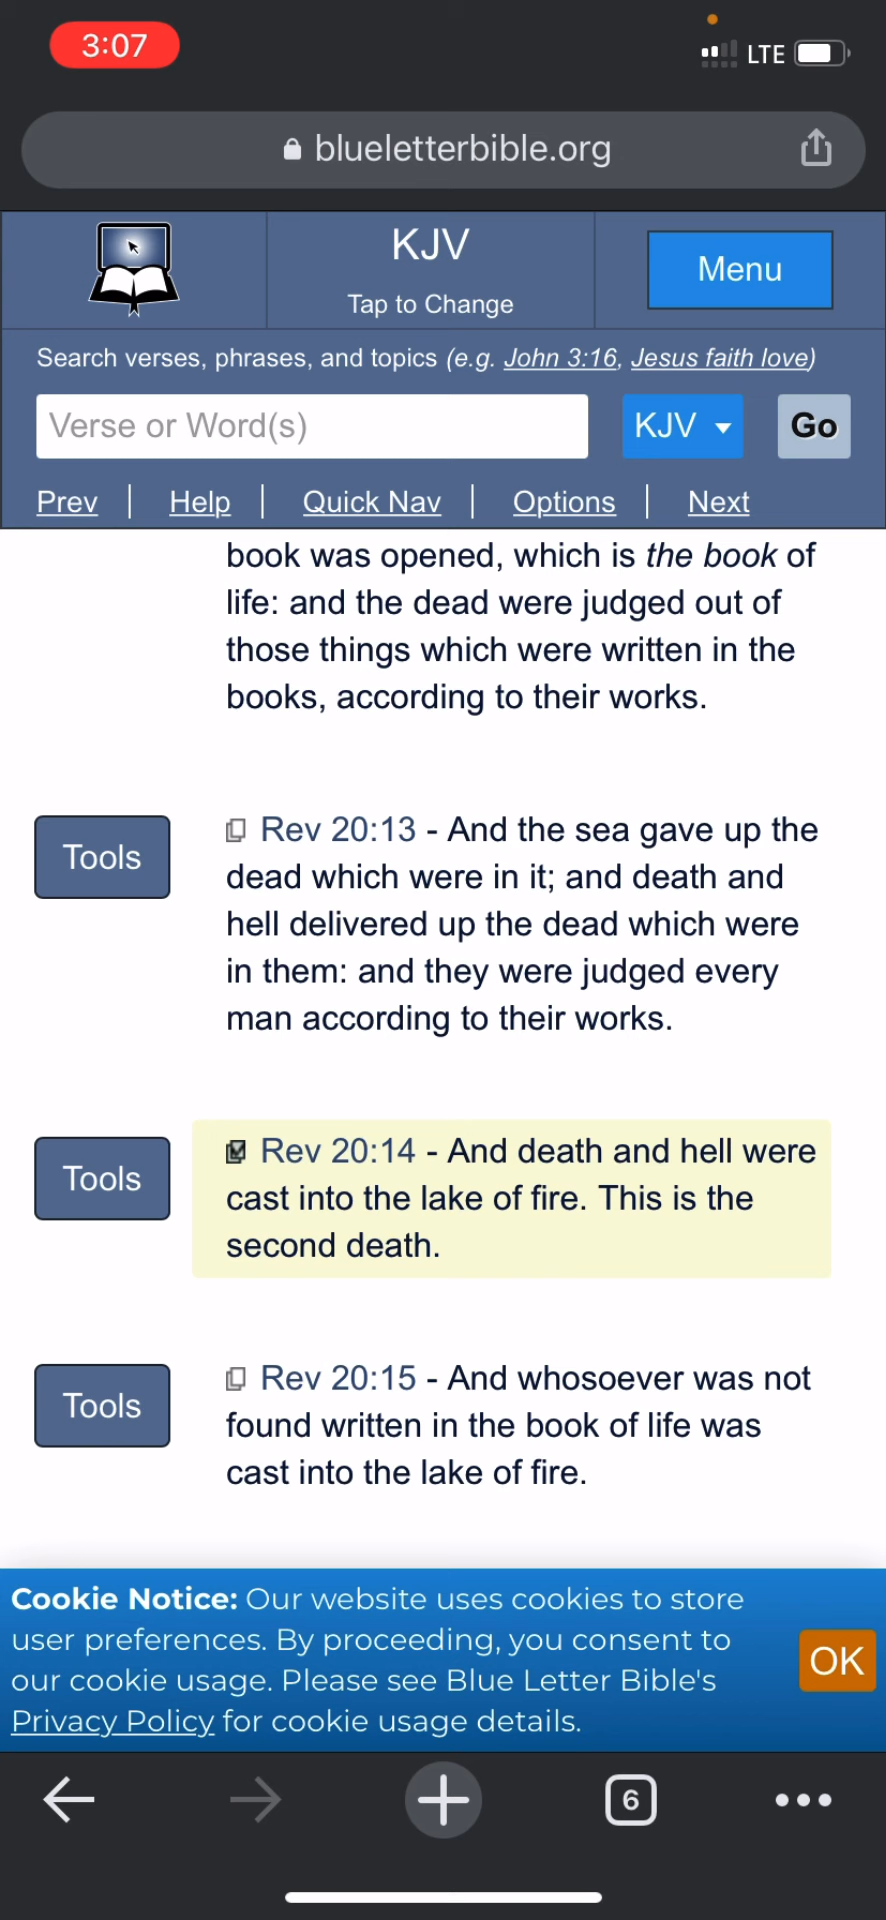 3:07
LTE
blueletterbible.org
KJV
Tap to Change
Menu
Search verses, phrases, and topics (e.g. John 3:16, Jesus faith love)
Verse or Word(s)
KJV
Go
Prev | Help | Quick Nav | Options | Next
book was opened, which is the book of
life: and the dead were judged out of
those things which were written in the
books, according to their works.
Tools
Rev 20:13 - And the sea gave up the
dead which were in it; and death and
hell delivered up the dead which were
in them: and they were judged every
man according to their works.
Tools
Rev 20:14 - And death and hell were
cast into the lake of fire. This is the
second death.
Tools
Rev 20:15 - And whosoever was not
found written in the book of life was
cast into the lake of fire.
Cookie Notice: Our website uses cookies to store
user preferences. By proceeding, you consent to
our cookie usage. Please see Blue Letter Bible's
Privacy Policy for cookie usage details.
OK
6